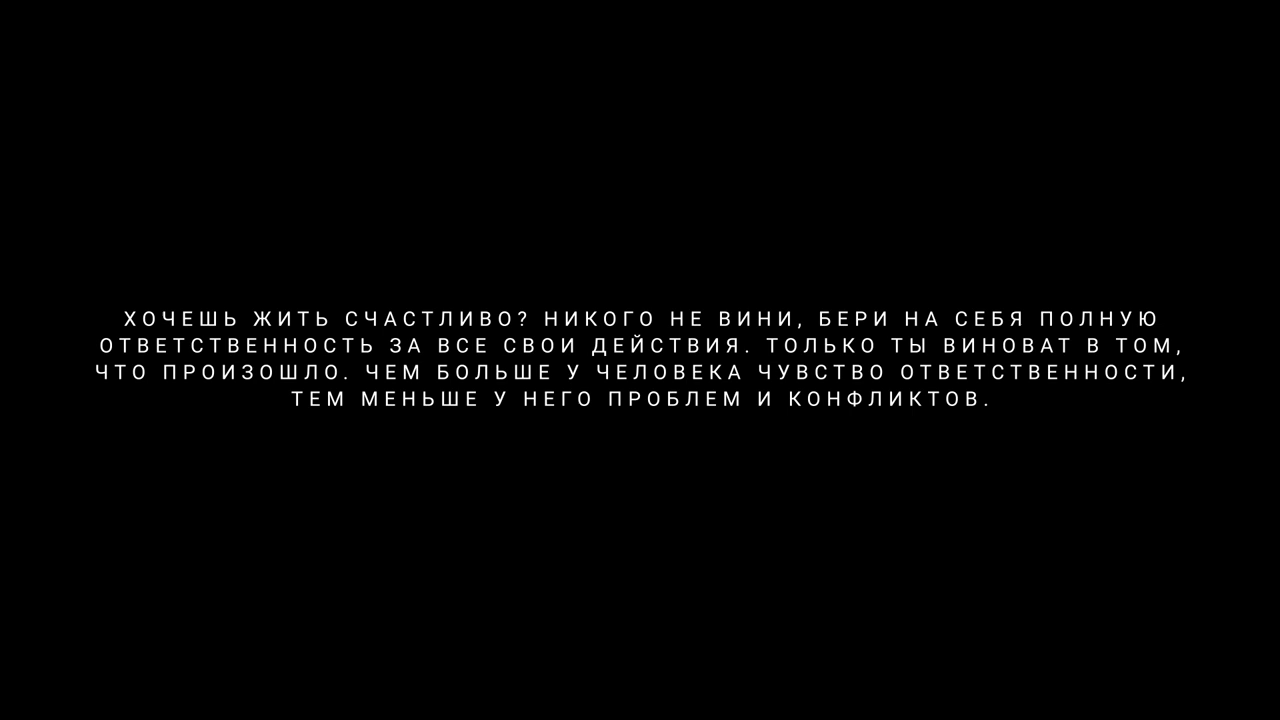 ХОЧЕШЬ ЖИТЬ СЧАСТЛИВО? НИКОГО НЕ ВИНИ, БЕРИ НА СЕБЯ ПОЛНУЮ
ОТВЕТСТВЕННОСТЬ ЗА ВСЕ СВОИ ДЕЙСТВИЯ. ТОЛЬКО ТЫ ВИНОВАТ В ТОМ,
ЧТО ПРОИЗОШЛО. ЧЕМ БОЛЬШЕ У ЧЕЛОВЕКА ЧУВСТВО ОТВЕТСТВЕННОСТИ,
ТЕМ МЕНЬШЕ У НЕГО ПРОБЛЕМ И КОНФЛИКТОВ.